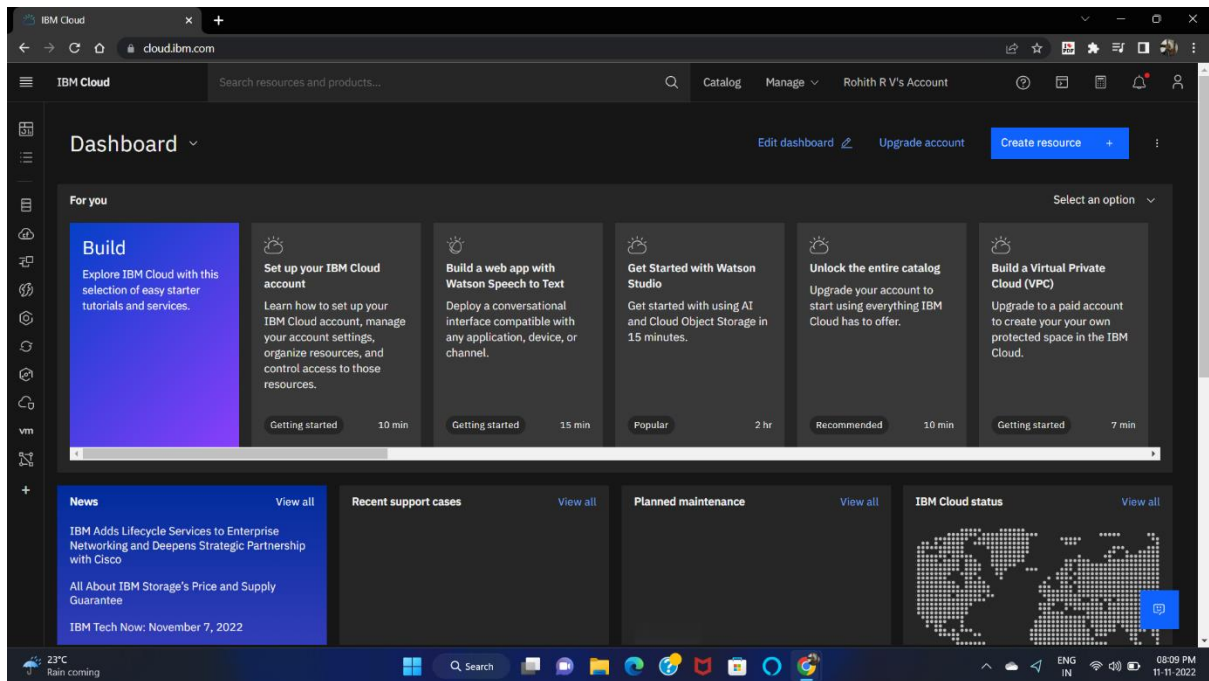 IBM Cloud
cloud.ibm.com
IBM Cloud
Search resources and products...
Catalog
Manage
Rohith R V's Account
Dashboard
Edit dashboard
Upgrade account
Create resource +
For you
Select an option
Build
Explore IBM Cloud with this
selection of easy starter
tutorials and services.
Set up your IBM Cloud
account
Learn how to set up your
IBM Cloud account, manage
your account settings,
organize resources, and
control access to those
resources.
Getting started
10 min
Build a web app with
Watson Speech to Text
Deploy a conversational
interface compatible with
any application, device, or
channel.
Getting started
15 min
Get Started with Watson
Studio
Get started with using AI
and Cloud Object Storage in
15 minutes.
Popular
2 hr
Unlock the entire catalog
Upgrade your account to
start using everything IBM
Cloud has to offer.
Recommended
10 min
Build a Virtual Private
Cloud (VPC)
Upgrade to a paid account
to create your your own
protected space in the IBM
Cloud.
Getting started
7 min
vm
News
View all
IBM Adds Lifecycle Services to Enterprise
Networking and Deepens Strategic Partnership
with Cisco
All About IBM Storage's Price and Supply
Guarantee
IBM Tech Now: November 7, 2022
Recent support cases
View all
Planned maintenance
View all
IBM Cloud status
View all
23°C
Rain coming
Search
ENG
IN
08:09 PM
11-11-2022